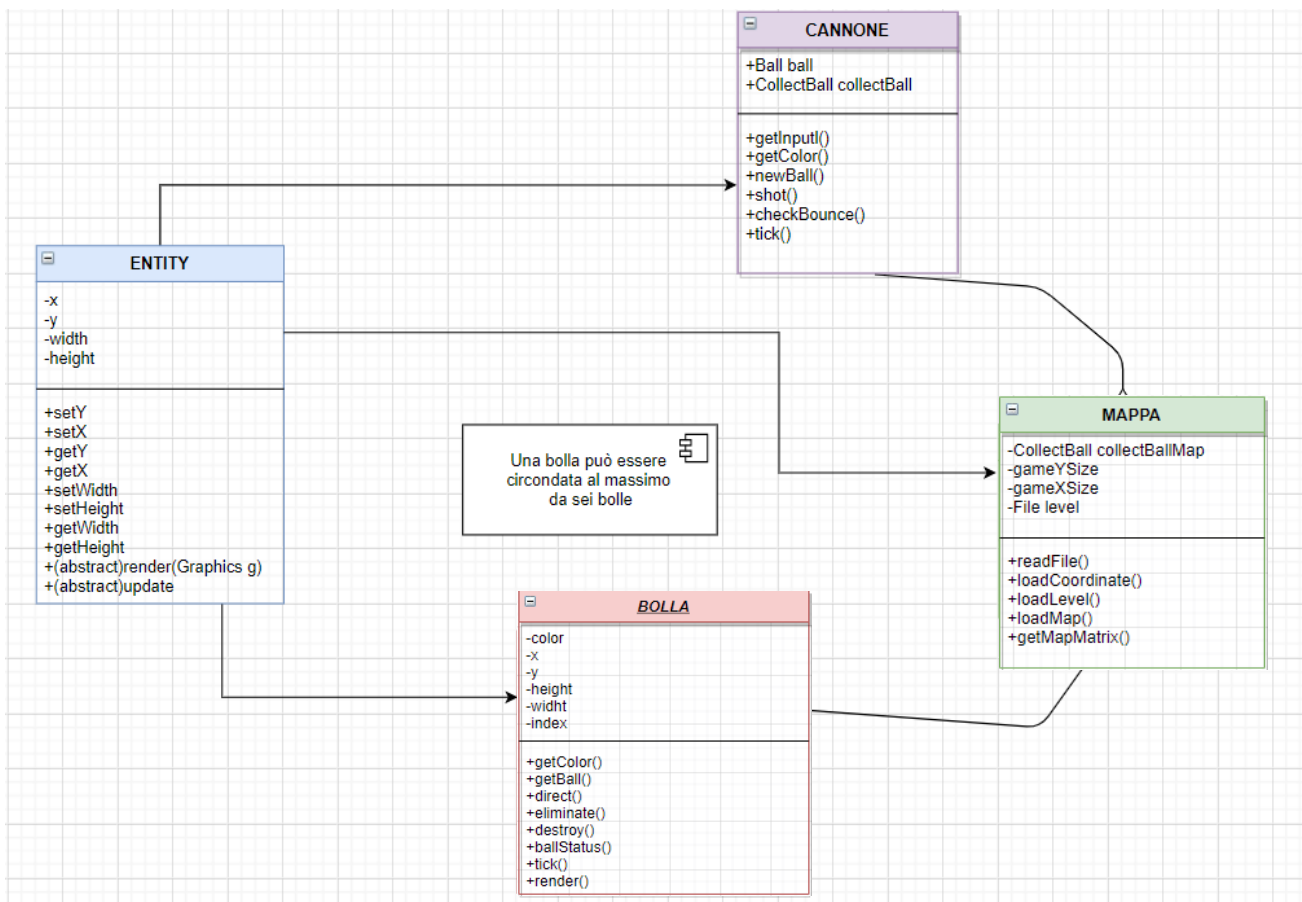 CANNONE
+Ball ball
+CollectBall collectBall
+getInputI()
+getColor()
+newBall()
+shot()
+checkBounce()
+tick()
ENTITY
-x
-y
-width
-height
+setY
+setX
+getY
+getX
+setWidth
+setHeight
+getWidth
+getHeight
+(abstract)render(Graphics g)
+(abstract)update
Una bolla può essere
circondata al massimo
da sei bolle
MAPPA
-CollectBall collectBallMap
-gameYSize
-gameXSize
-File level
+readFile()
+loadCoordinate()
+loadLevel()
+loadMap()
+getMapMatrix()
BOLLA
-color
-x
-y
-height
-widht
-index
+getColor()
+getBall()
+direct()
+eliminate()
+destroy()
+ballStatus()
+tick()
+render()